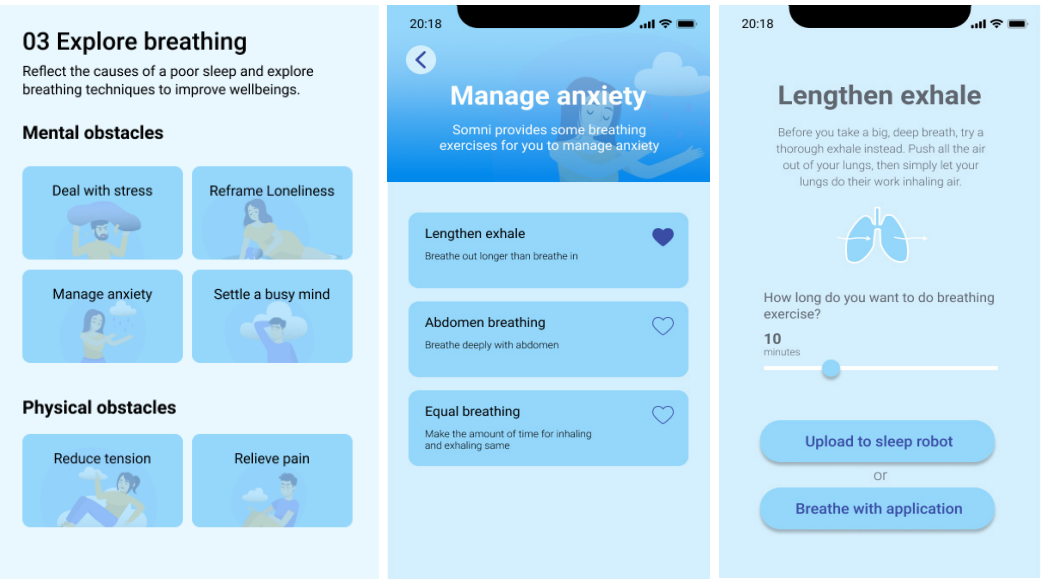 03 Explore breathing
Reflect the causes of a poor sleep and explore
breathing techniques to improve wellbeings.
Mental obstacles
Deal with stress
Reframe Loneliness
Manage anxiety
Settle a busy mind
Physical obstacles
Reduce tension
Relieve pain
20:18
Manage anxiety
Somni provides some breathing
exercises for you to manage anxiety
Lengthen exhale
Breathe out longer than breathe in
Abdomen breathing
Breathe deeply with abdomen
Equal breathing
Make the amount of time for inhaling
and exhaling same
20:18
Lengthen exhale
Before you take a big, deep breath, try a
thorough exhale instead. Push all the air
out of your lungs, then simply let your
lungs do their work inhaling air.
How long do you want to do breathing
exercise?
10
minutes
Upload to sleep robot
or
Breathe with application